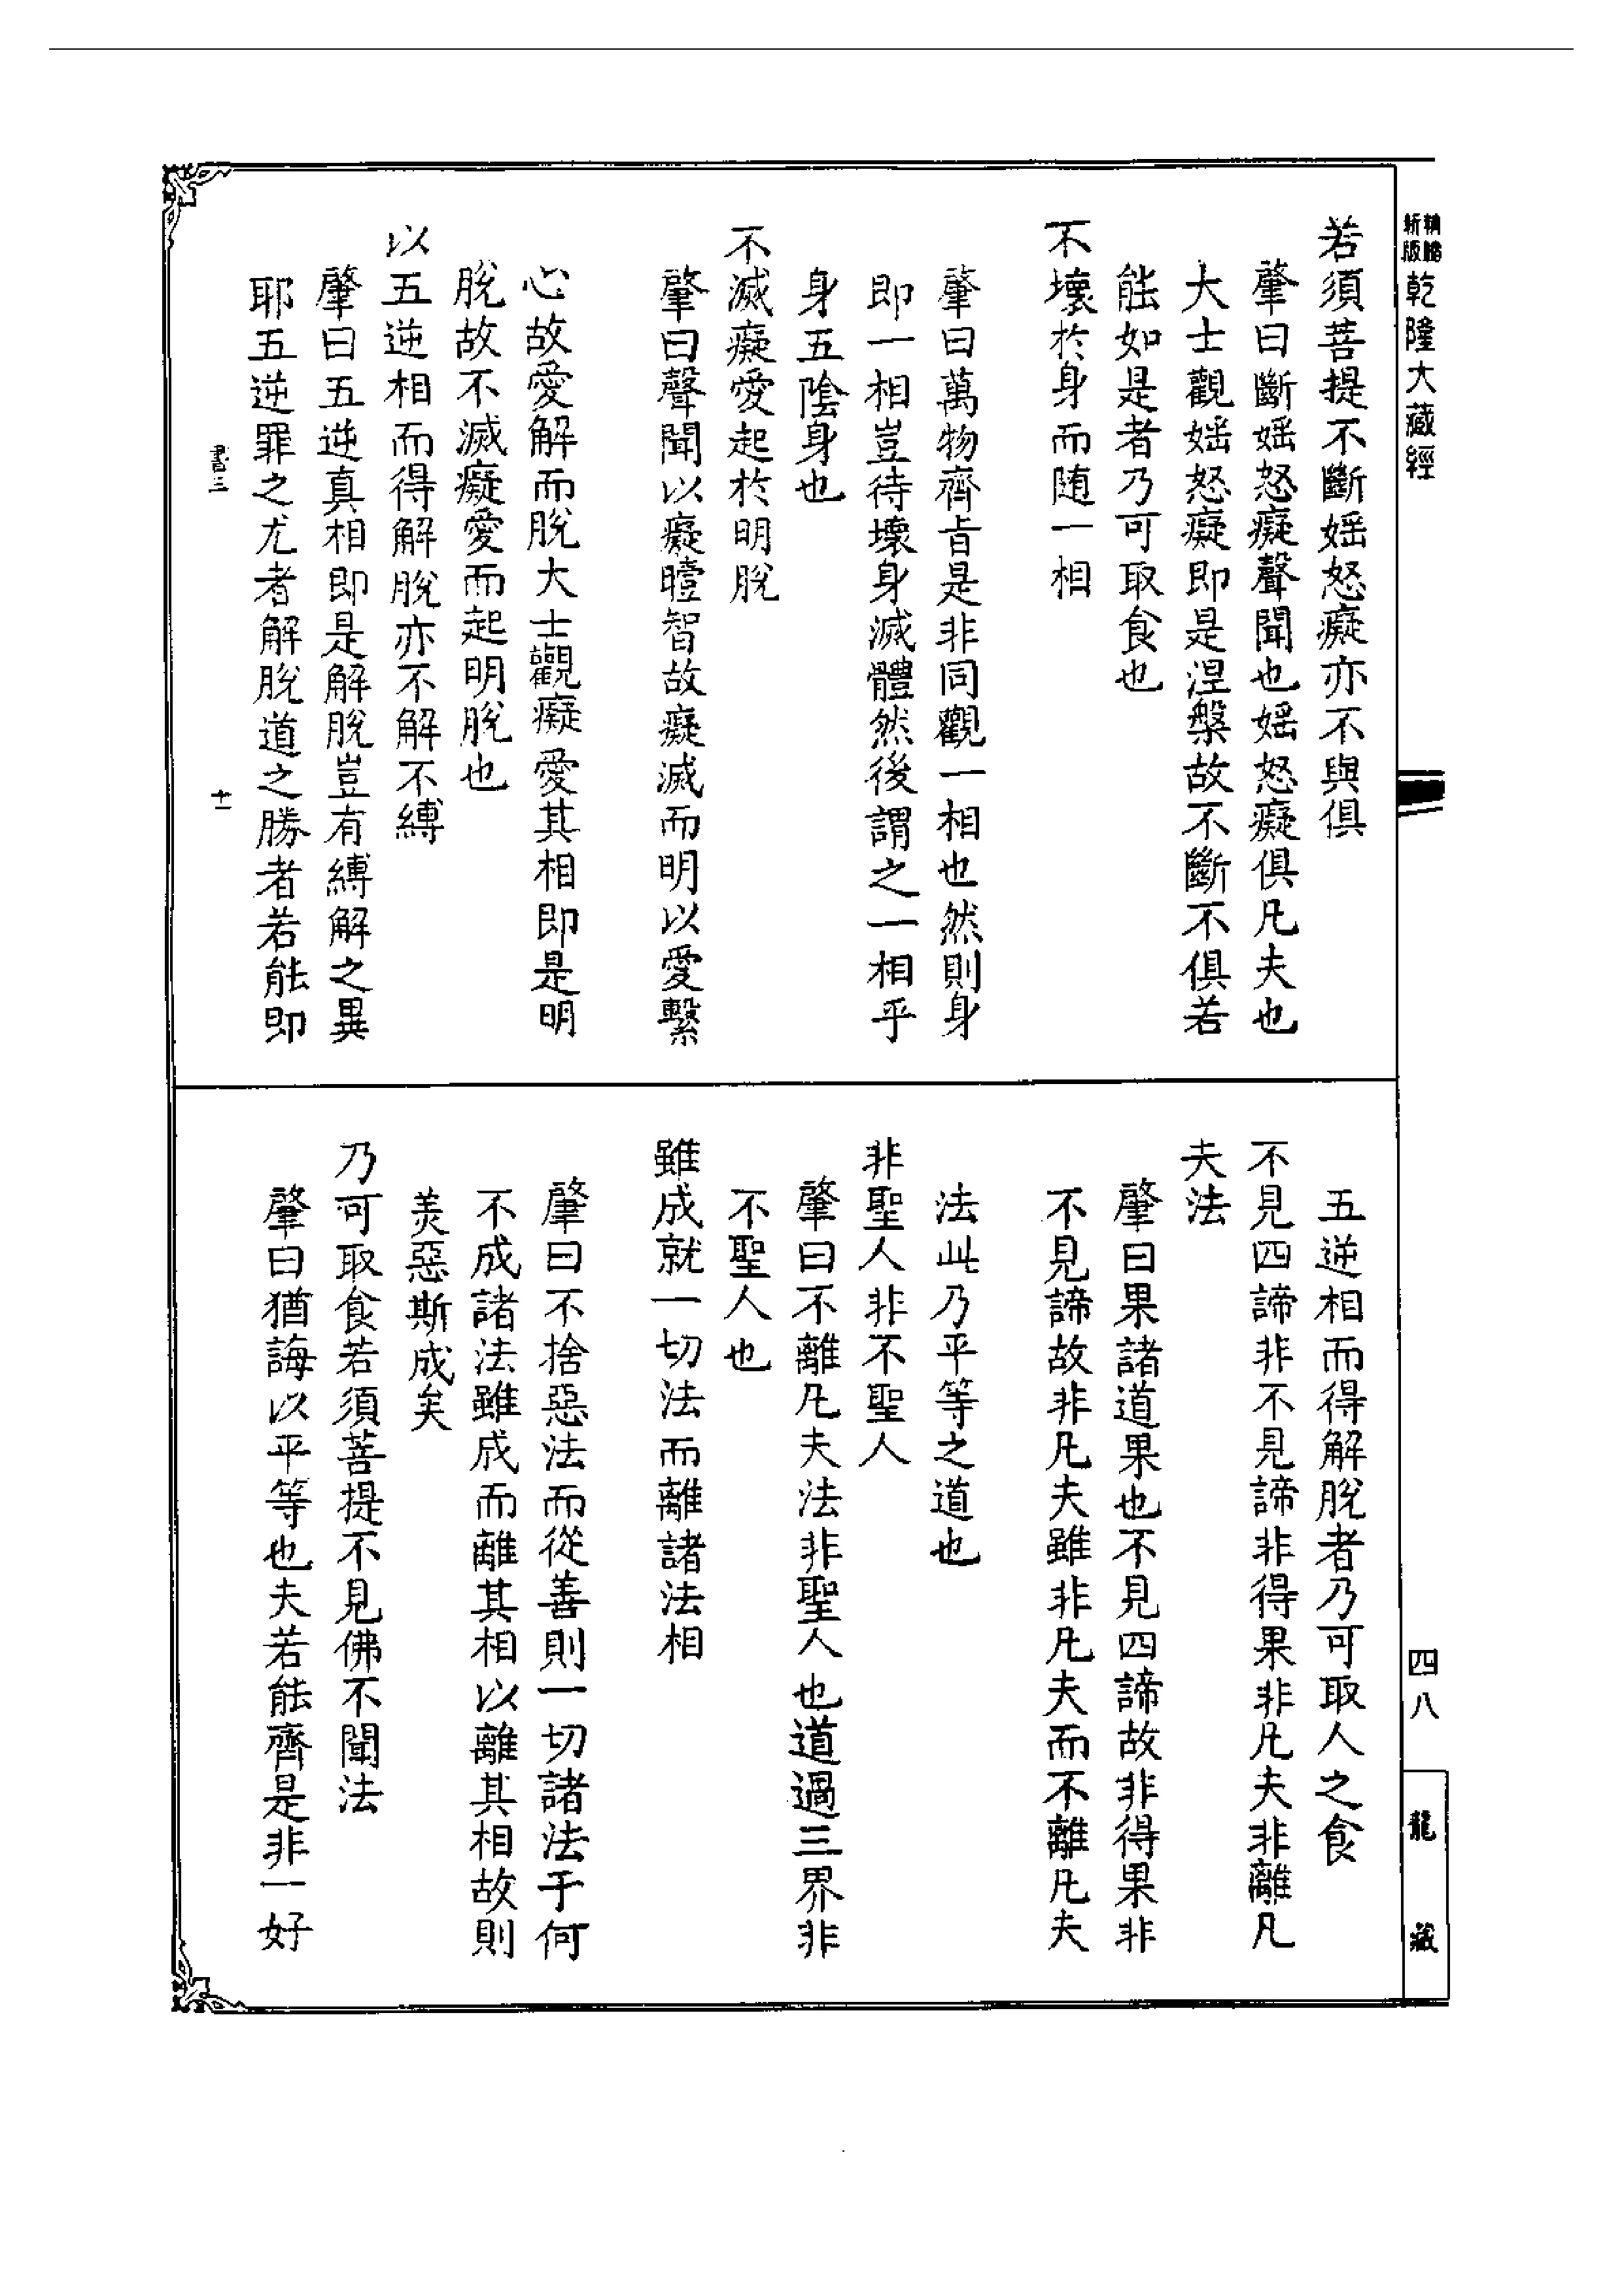 新版精縮乾隆大藏經
若須菩提不斷婬怒癡亦不與俱
肇曰斷婬怒癡聲聞也婬怒癡俱凡夫也
大士觀婬怒癡即是涅槃故不斷不俱若
能如是者乃可取食也
不壞於身而隨一相
肇曰萬物齊旨是非同觀一相也然則身
即一相豈待壞身滅體然後謂之一相乎
身五陰身也
不滅癡愛起於明脫
肇曰聲聞以癡曀智故癡滅而明以愛繫
心故愛解而脫大士觀癡愛其相即是明
脫故不滅癡愛而起明脫也
以五逆相而得解脫亦不解不縛
肇曰五逆真相即是解脫豈有縛解之異
耶五逆罪之尤者解脫道之勝者若能即
書三 十一
五逆相而得解脫者乃可取人之食
不見四諦非不見諦非得果非凡夫非離凡
夫法
肇曰果諸道果也不見四諦故非得果非
不見諦故非凡夫雖非凡夫而不離凡夫
法此乃平等之道也
非聖人非不聖人
肇曰不離凡夫法非聖人也道過三界非
不聖人也
雖成就一切法而離諸法相
肇曰不捨惡法而從善則一切諸法于何
不成諸法雖成而離其相以離其相故則
美惡斯成矣
乃可取食若須菩提不見佛不聞法
肇曰猶誨以平等也夫若能齊是非一好
四八
龍藏